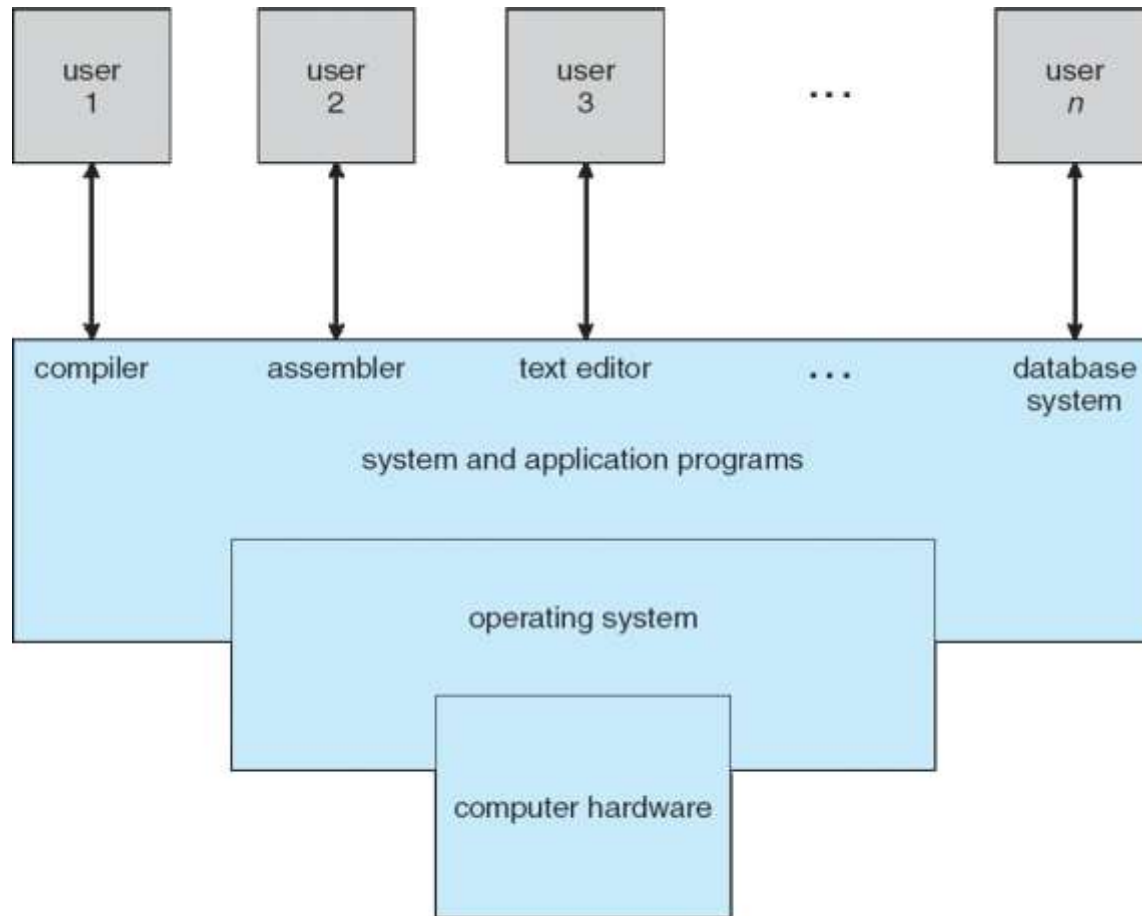 user
1
user
2
user
3
...
user
n
compiler
assembler
text editor
...
database
system
system and application programs
operating system
computer hardware